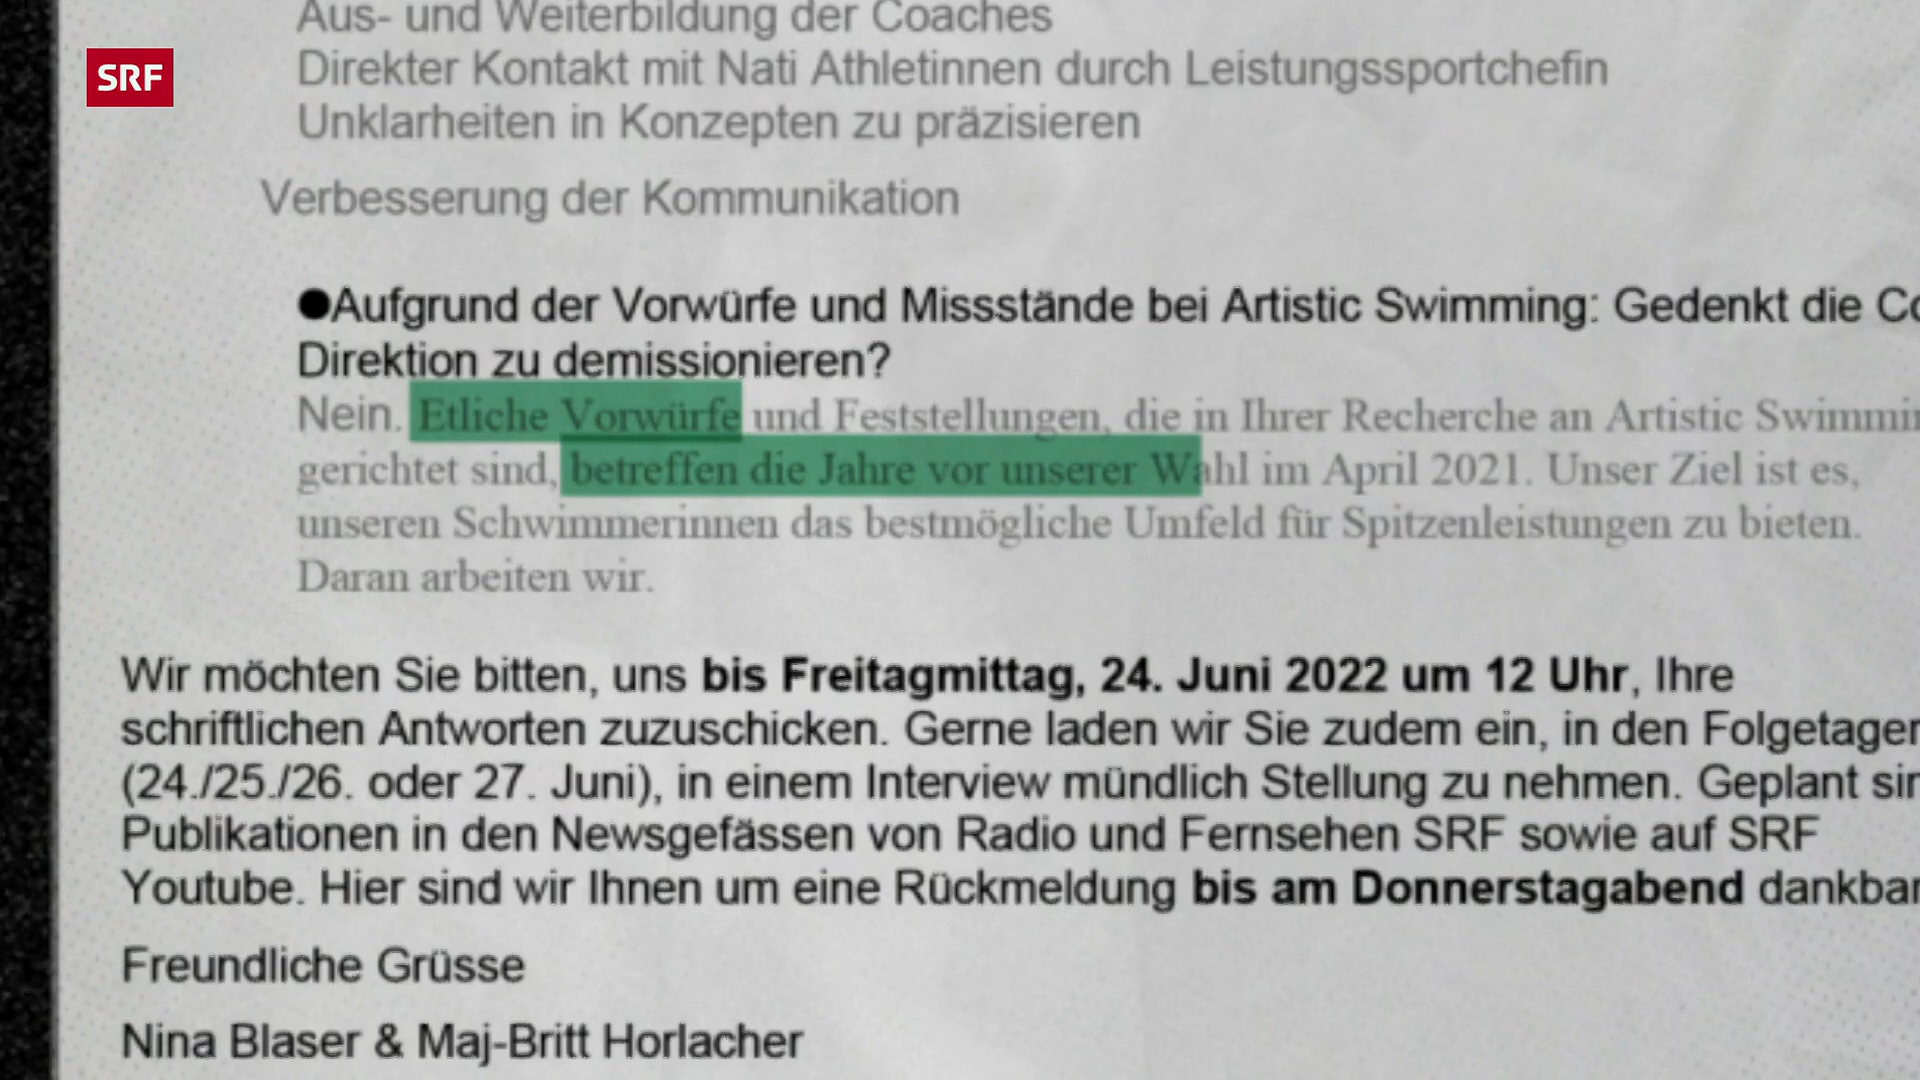 Aus- und Weiterbildung der Coaches
SRF
Direkter Kontakt mit Nati Athletinnen durch Leistungssportchefin
Unklarheiten in Konzepten zu präzisieren
Verbesserung der Kommunikation
●Aufgrund der Vorwürfe und Missstände bei Artistic Swimming: Gedenkt die Co
Direktion zu demissionieren?
Nein. Etliche Vorwürfe und Feststellungen, die in Ihrer Recherche an Artistic Swimmin
gerichtet sind, betreffen die Jahre vor unserer Wahl im April 2021. Unser Ziel ist es,
unseren Schwimmerinnen das bestmögliche Umfeld für Spitzenleistungen zu bieten.
Daran arbeiten wir.
Wir möchten Sie bitten, uns bis Freitagmittag, 24. Juni 2022 um 12 Uhr, Ihre
schriftlichen Antworten zuzuschicken. Gerne laden wir Sie zudem ein, in den Folgetagen
(24./25./26. oder 27. Juni), in einem Interview mündlich Stellung zu nehmen. Geplant sin
Publikationen in den Newsgefässen von Radio und Fernsehen SRF sowie auf SRF
Youtube. Hier sind wir Ihnen um eine Rückmeldung bis am Donnerstagabend dankbar
Freundliche Grüsse
Nina Blaser & Maj-Britt Horlacher